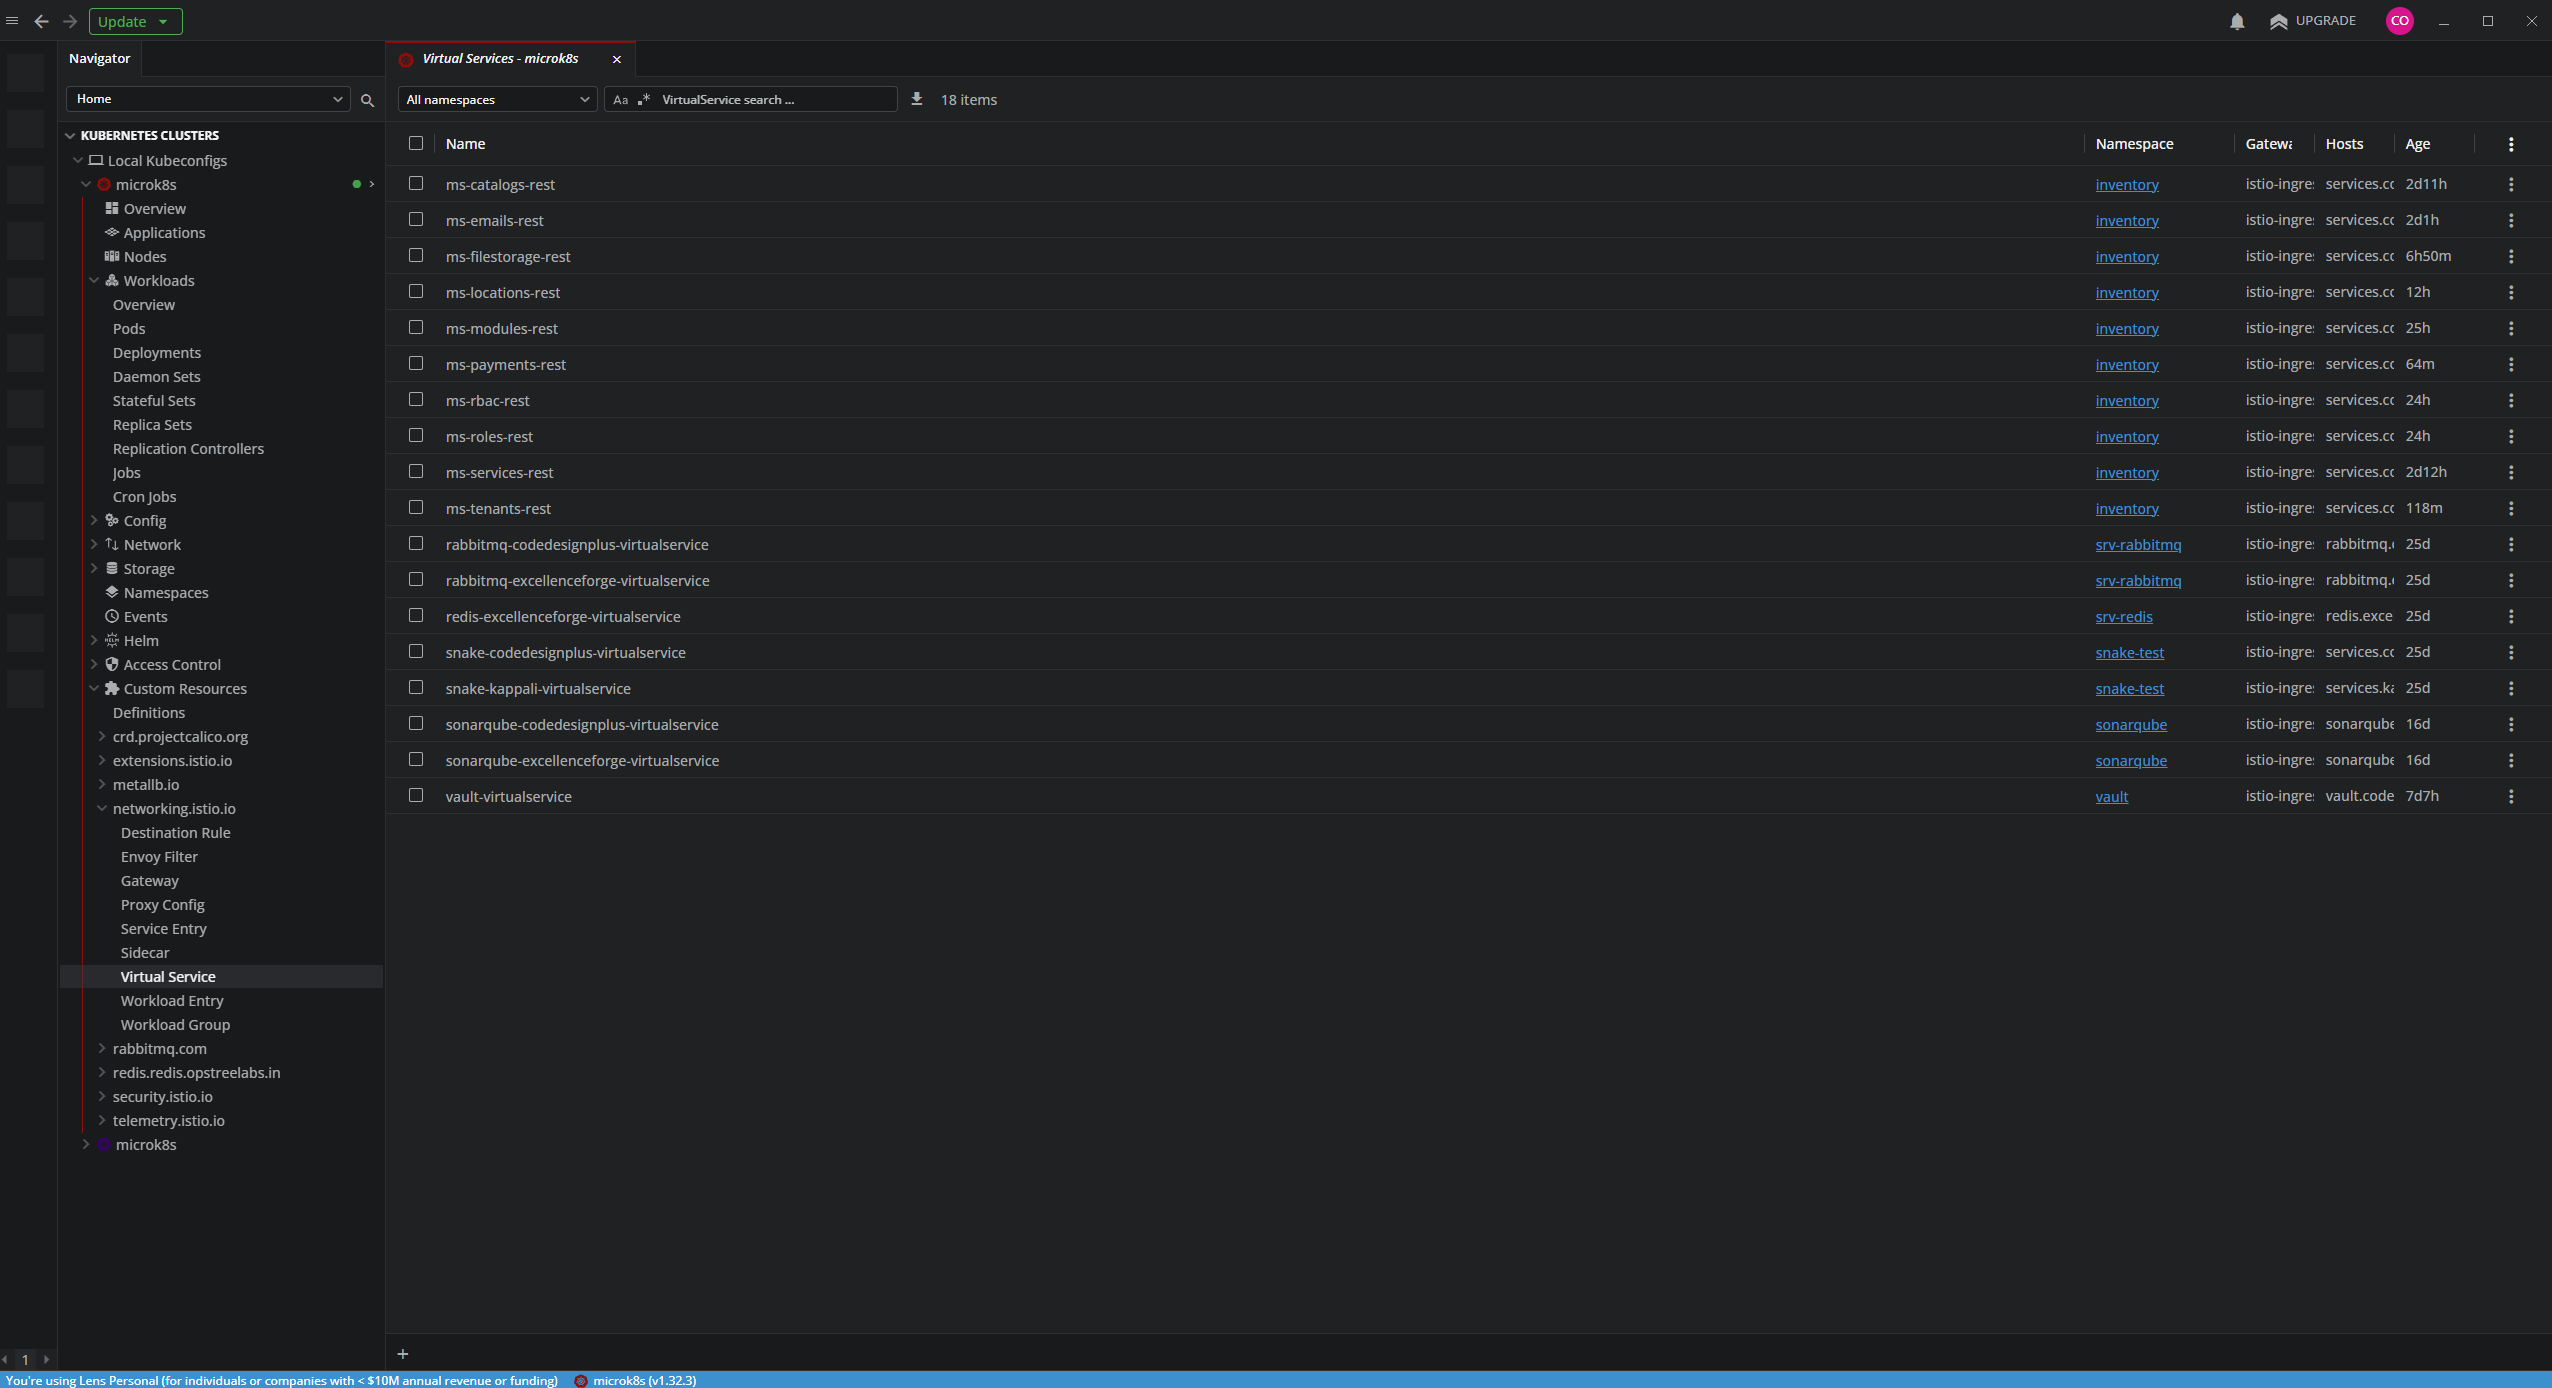 Update
UPGRADE
CO
Navigator
Virtual Services - microk8s
Home
All namespaces
Aa .* VirtualService search ...
18 items
KUBERNETES CLUSTERS
Local Kubeconfigs
microk8s
Overview
Applications
Nodes
Workloads
Overview
Pods
Deployments
Daemon Sets
Stateful Sets
Replica Sets
Replication Controllers
Jobs
Cron Jobs
Config
Network
Storage
Namespaces
Events
Helm
Access Control
Custom Resources
Definitions
crd.projectcalico.org
extensions.istio.io
metallb.io
networking.istio.io
Destination Rule
Envoy Filter
Gateway
Proxy Config
Service Entry
Sidecar
Virtual Service
Workload Entry
Workload Group
rabbitmq.com
redis.redis.opstreelabs.in
security.istio.io
telemetry.istio.io
microk8s
1
Name Namespace Gatewa Hosts Age
ms-catalogs-rest inventory istio-ingre services.cc 2d11h
ms-emails-rest inventory istio-ingre services.cc 2d1h
ms-filestorage-rest inventory istio-ingre services.cc 6h50m
ms-locations-rest inventory istio-ingre services.cc 12h
ms-modules-rest inventory istio-ingre services.cc 25h
ms-payments-rest inventory istio-ingre services.cc 64m
ms-rbac-rest inventory istio-ingre services.cc 24h
ms-roles-rest inventory istio-ingre services.cc 24h
ms-services-rest inventory istio-ingre services.cc 2d12h
ms-tenants-rest inventory istio-ingre services.cc 118m
rabbitmq-codedesignplus-virtualservice srv-rabbitmq istio-ingre rabbitmq. 25d
rabbitmq-excellenceforge-virtualservice srv-rabbitmq istio-ingre rabbitmq. 25d
redis-excellenceforge-virtualservice srv-redis istio-ingre redis.exce 25d
snake-codedesignplus-virtualservice snake-test istio-ingre services.cc 25d
snake-kappali-virtualservice snake-test istio-ingre services.ka 25d
sonarqube-codedesignplus-virtualservice sonarqube istio-ingre sonarqube 16d
sonarqube-excellenceforge-virtualservice sonarqube istio-ingre sonarqube 16d
vault-virtualservice vault istio-ingre vault.code 7d7h
You're using Lens Personal (for individuals or companies with < $10M annual revenue or funding)
microk8s (v1.32.3)